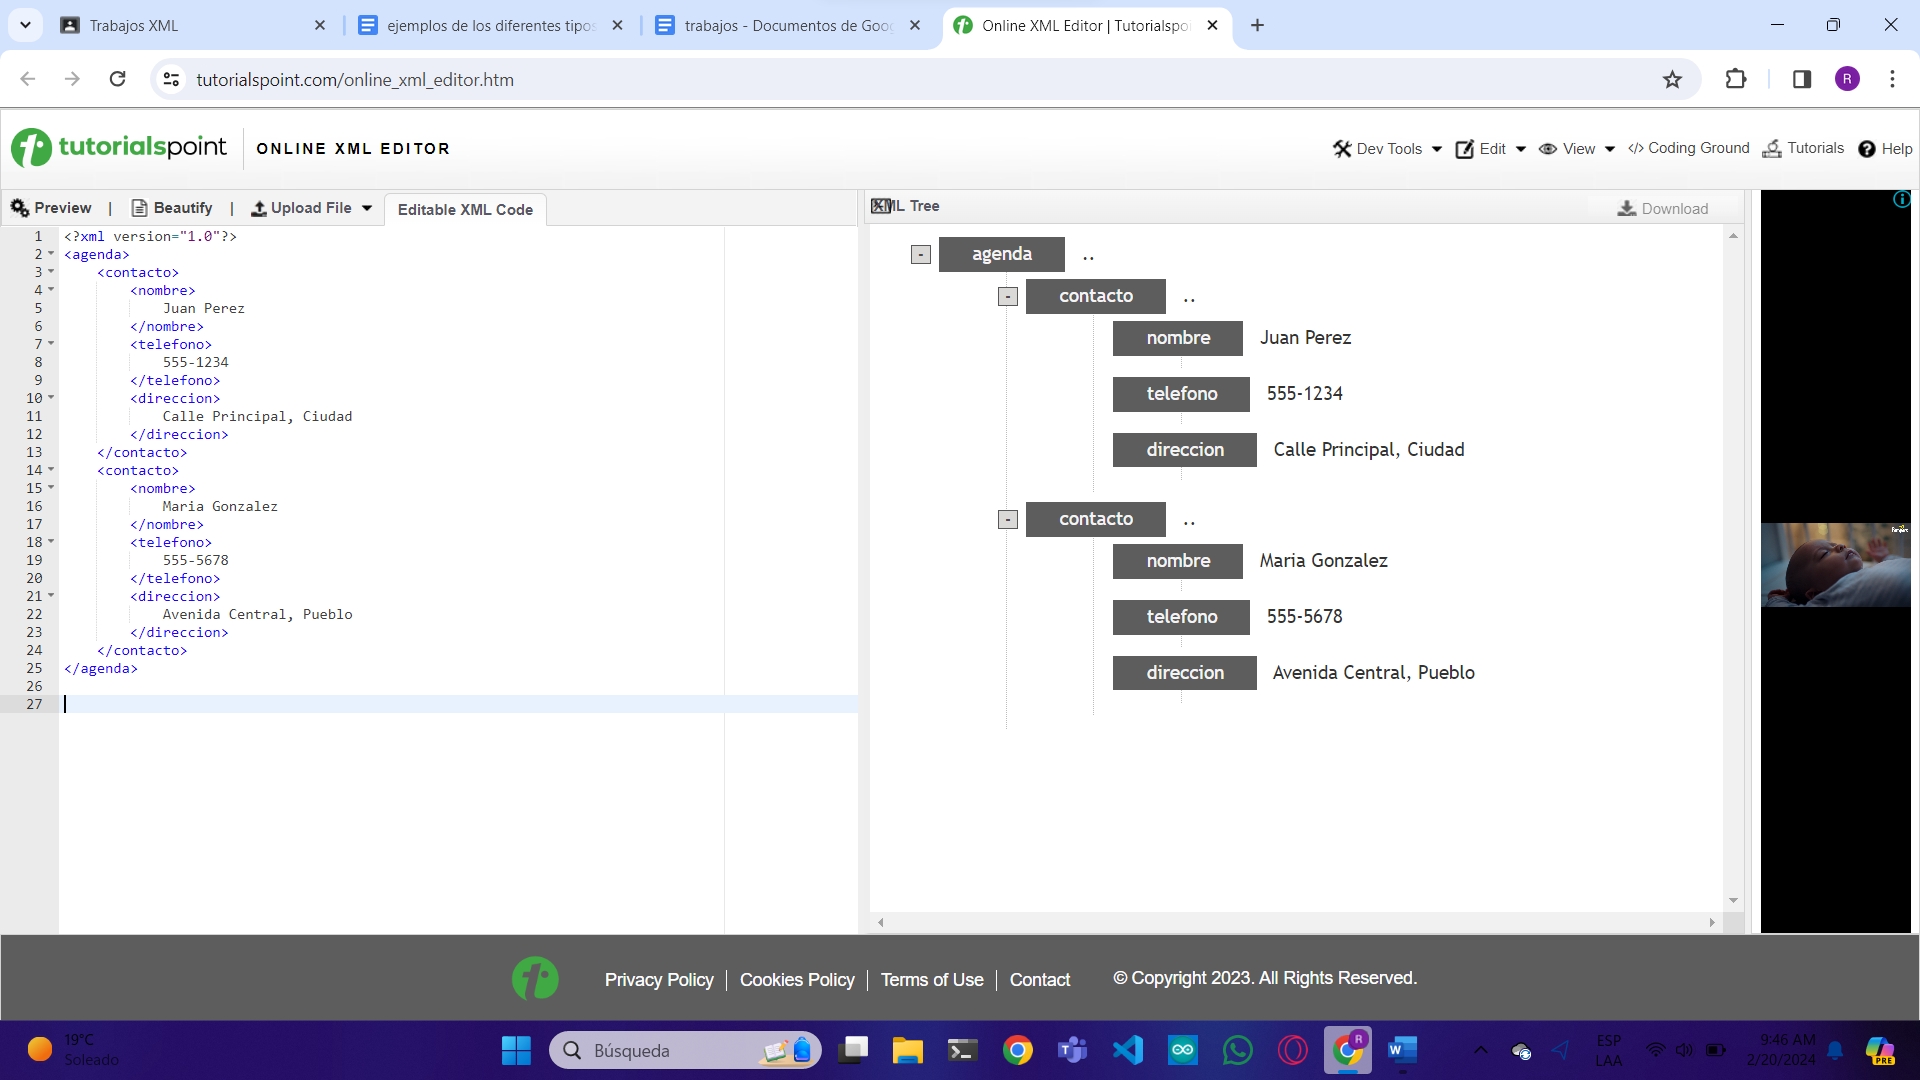 Trabajos XML
ejemplos de los diferentes tipos
trabajos - Documentos de Goog
Online XML Editor | Tutorialspoi
tutorialspoint.com/online_xml_editor.htm
R
tutorialspoint
ONLINE XML EDITOR
Dev Tools
Edit
View
</> Coding Ground
Tutorials
Help
Preview | Beautify | Upload File
Editable XML Code
XML Tree
Download
1 <?xml version="1.0"?>
2 <agenda>
3 <contacto>
4 <nombre>
5 Juan Perez
6 </nombre>
7 <telefono>
8 555-1234
9 </telefono>
10 <direccion>
11 Calle Principal, Ciudad
12 </direccion>
13 </contacto>
14 <contacto>
15 <nombre>
16 Maria Gonzalez
17 </nombre>
18 <telefono>
19 555-5678
20 </telefono>
21 <direccion>
22 Avenida Central, Pueblo
23 </direccion>
24 </contacto>
25 </agenda>
26
27
- agenda ..
- contacto ..
nombre Juan Perez
telefono 555-1234
direccion Calle Principal, Ciudad
- contacto ..
nombre Maria Gonzalez
telefono 555-5678
direccion Avenida Central, Pueblo
Privacy Policy | Cookies Policy | Terms of Use | Contact
© Copyright 2023. All Rights Reserved.
19°C
Soleado
Búsqueda
R
ESP
LAA
9:46 AM
2/20/2024
PRE